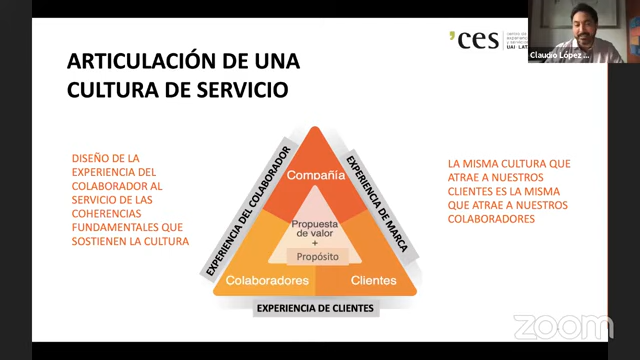 ARTICULACIÓN DE UNA
CULTURA DE SERVICIO
'ces
UAI LAT
Claudio López ...
DISEÑO DE LA
EXPERIENCIA DEL
COLABORADOR AL
SERVICIO DE LAS
COHERENCIAS
FUNDAMENTALES QUE
SOSTIENEN LA CULTURA
EXPERIENCIA DEL COLABORADOR
Compañía
EXPERIENCIA DE MARCA
Propuesta
de valor
+
Propósito
Colaboradores
Clientes
EXPERIENCIA DE CLIENTES
LA MISMA CULTURA QUE
ATRAE A NUESTROS
CLIENTES ES LA MISMA
QUE ATRAE A NUESTROS
COLABORADORES
zoom